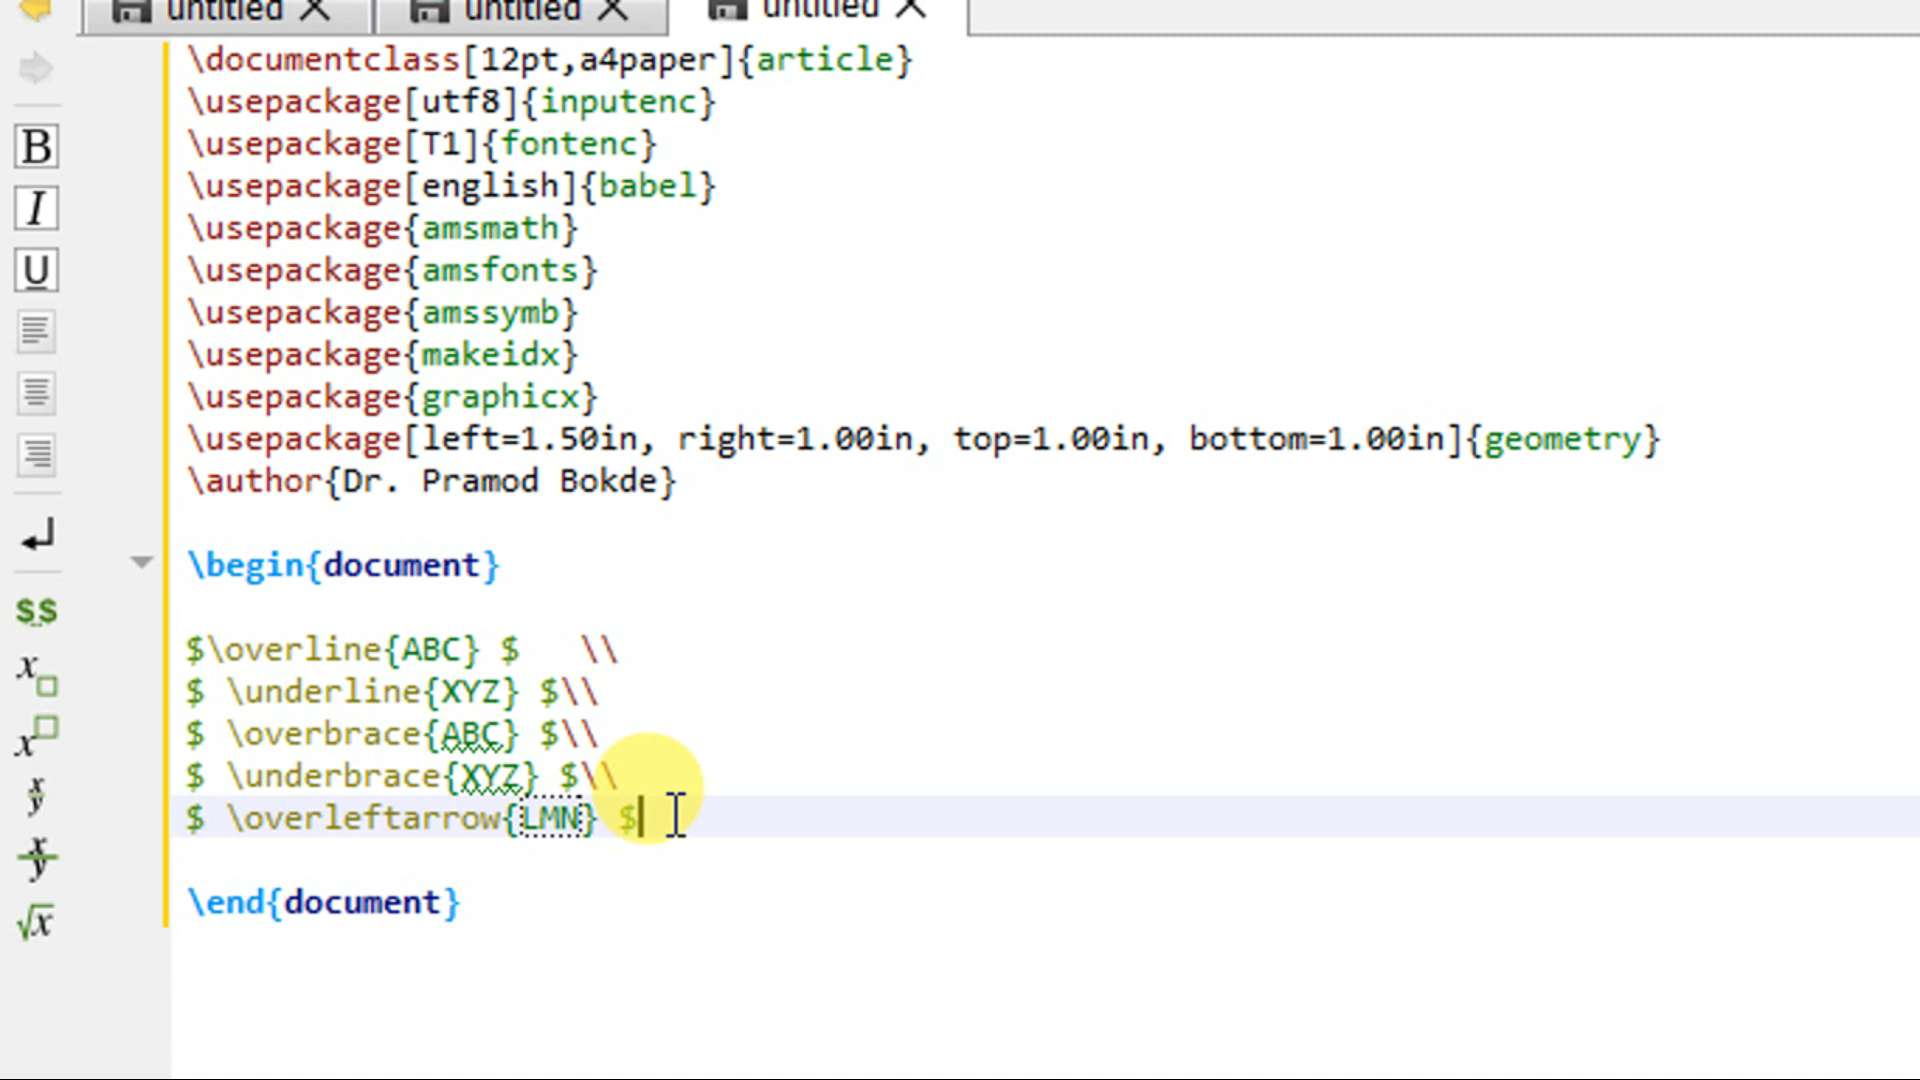 untitled untitled untitled
\documentclass[12pt,a4paper]{article}
\usepackage[utf8]{inputenc}
\usepackage[T1]{fontenc}
\usepackage[english]{babel}
\usepackage{amsmath}
\usepackage{amsfonts}
\usepackage{amssymb}
\usepackage{makeidx}
\usepackage{graphicx}
\usepackage[left=1.50in, right=1.00in, top=1.00in, bottom=1.00in]{geometry}
\author{Dr. Pramod Bokde}
\begin{document}
$\overline{ABC} $   \\
$ \underline{XYZ} $\\
$ \overbrace{ABC} $\\
$ \underbrace{XYZ} $\\
$ \overleftarrow{LMN} $
\end{document}
B
I
U
$$
x
x
x/y
x/y
√x